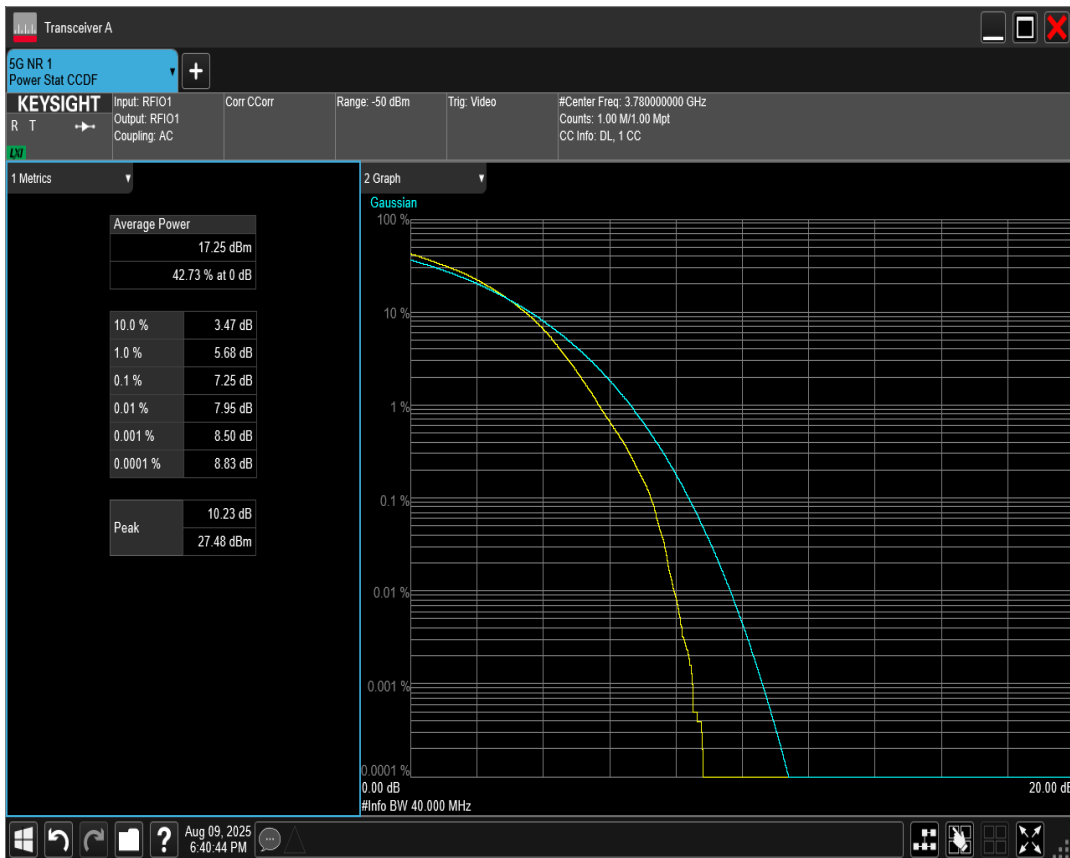 Transceiver A
5G NR 1
Power Stat CCDF
KEYSIGHT
R T
LXI
Input: RFIO1
Output: RFIO1
Coupling: AC
Corr CCorr
Range: -50 dBm
Trig: Video
#Center Freq: 3.780000000 GHz
Counts: 1.00 M/1.00 Mpt
CC Info: DL, 1 CC
1 Metrics
Average Power
17.25 dBm
42.73 % at 0 dB
10.0 % 3.47 dB
1.0 % 5.68 dB
0.1 % 7.25 dB
0.01 % 7.95 dB
0.001 % 8.50 dB
0.0001 % 8.83 dB
Peak
10.23 dB
27.48 dBm
2 Graph
Gaussian
100 %
10 %
1 %
0.1 %
0.01 %
0.001 %
0.0001 %
0.00 dB
20.00 dB
#Info BW 40.000 MHz
?
Aug 09, 2025
6:40:44 PM